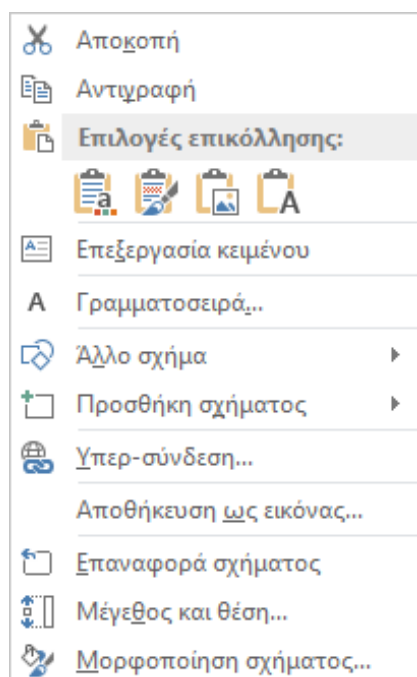 Αποκοπή
Αντιγραφή
Επιλογές επικόλλησης:
Επεξεργασία κειμένου
Γραμματοσειρά...
Άλλο σχήμα
Προσθήκη σχήματος
Υπερ-σύνδεση...
Αποθήκευση ως εικόνας...
Επαναφορά σχήματος
Μέγεθος και θέση...
Μορφοποίηση σχήματος...